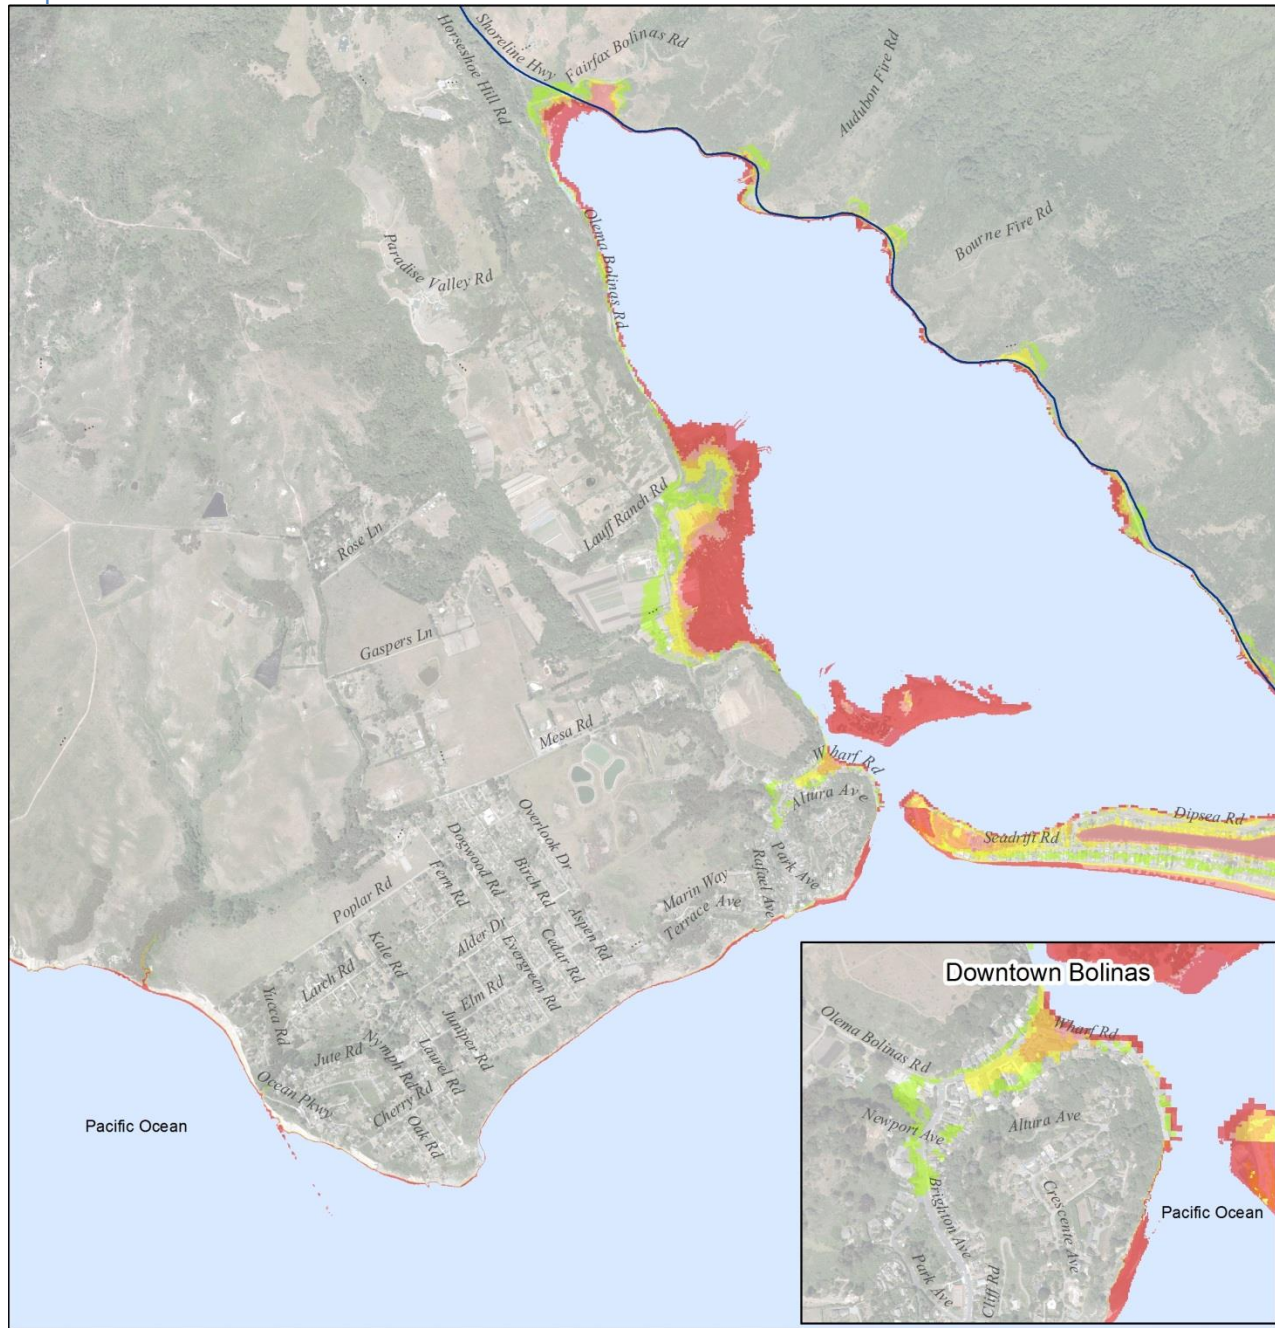 Horseshoe Hill Rd
Shoreline Hwy
Fairfax Bolinas Rd
Audubon Fire Rd
Bourne Fire Rd
Olema Bolinas Rd
Paradise Valley Rd
Lauff Ranch Rd
Rose Ln
Gaspers Ln
Mesa Rd
Wharf Rd
Altura Ave
Dipsea Rd
Seadrift Rd
Overlook Dr
Dogwood Rd
Birch Rd
Fern Rd
Park Ave
Rafael Ave
Marin Way
Terrace Ave
Poplar Rd
Aspen Rd
Alder Dr
Cedar Rd
Kale Rd
Evergreen Rd
Larch Rd
Elm Rd
Yucca Rd
Juniper Rd
Jute Rd
Nymph Rd
Laurel Rd
Ocean Pkwy
Cherry Rd
Oak Rd
Pacific Ocean
Downtown Bolinas
Olema Bolinas Rd
Wharf Rd
Newport Ave
Altura Ave
Brighton Ave
Crescente Ave
Pacific Ocean
Park Ave
Cliff Rd